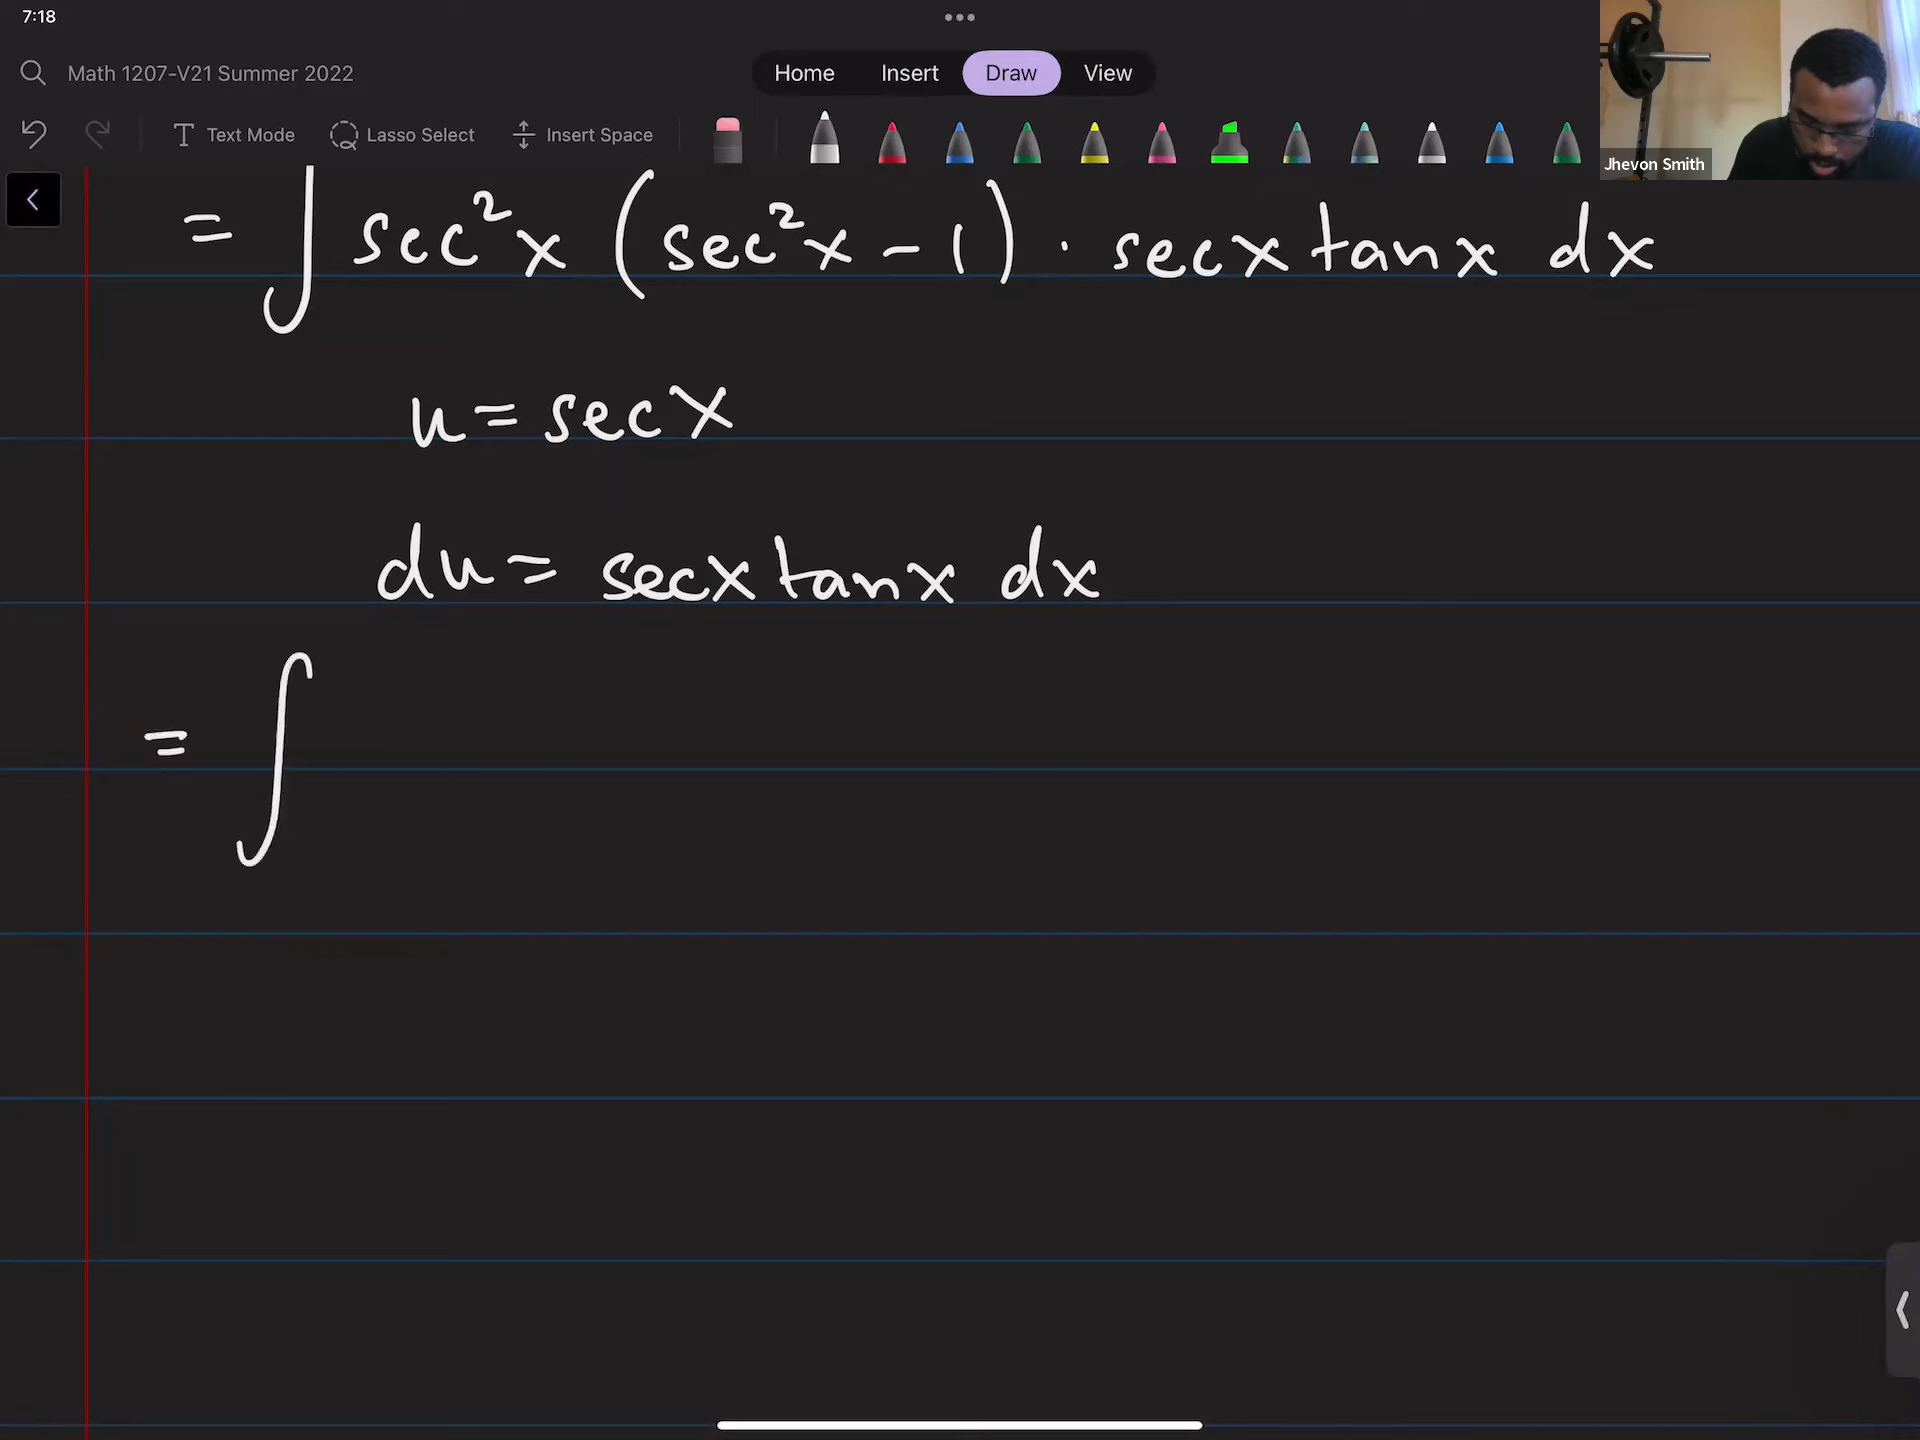 7:18
Math 1207-V21 Summer 2022
Home Insert Draw View
Text Mode Lasso Select Insert Space
Jhevon Smith
= ∫ sec²x (sec²x - 1) · secx tanx dx
u = secx
du = secx tanx dx
= ∫